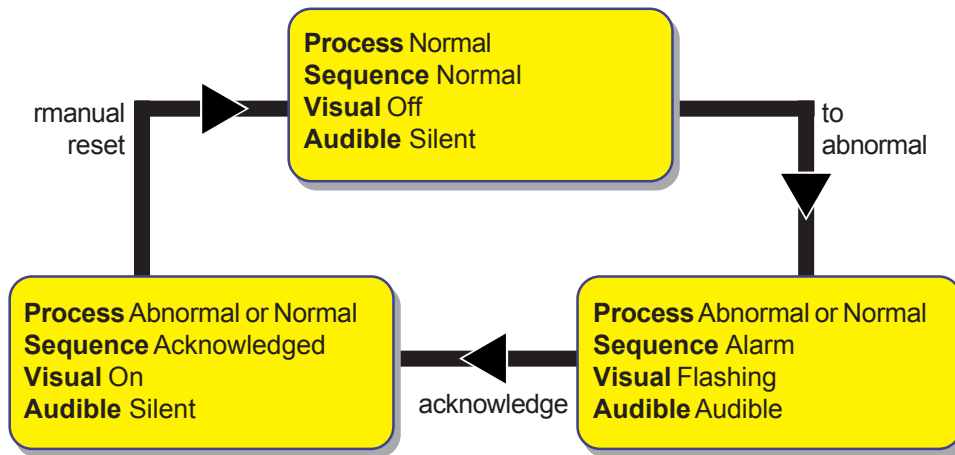 Process Normal
Sequence Normal
Visual Off
Audible Silent
rmanual
reset
to
abnormal
Process Abnormal or Normal
Sequence Acknowledged
Visual On
Audible Silent
acknowledge
Process Abnormal or Normal
Sequence Alarm
Visual Flashing
Audible Audible